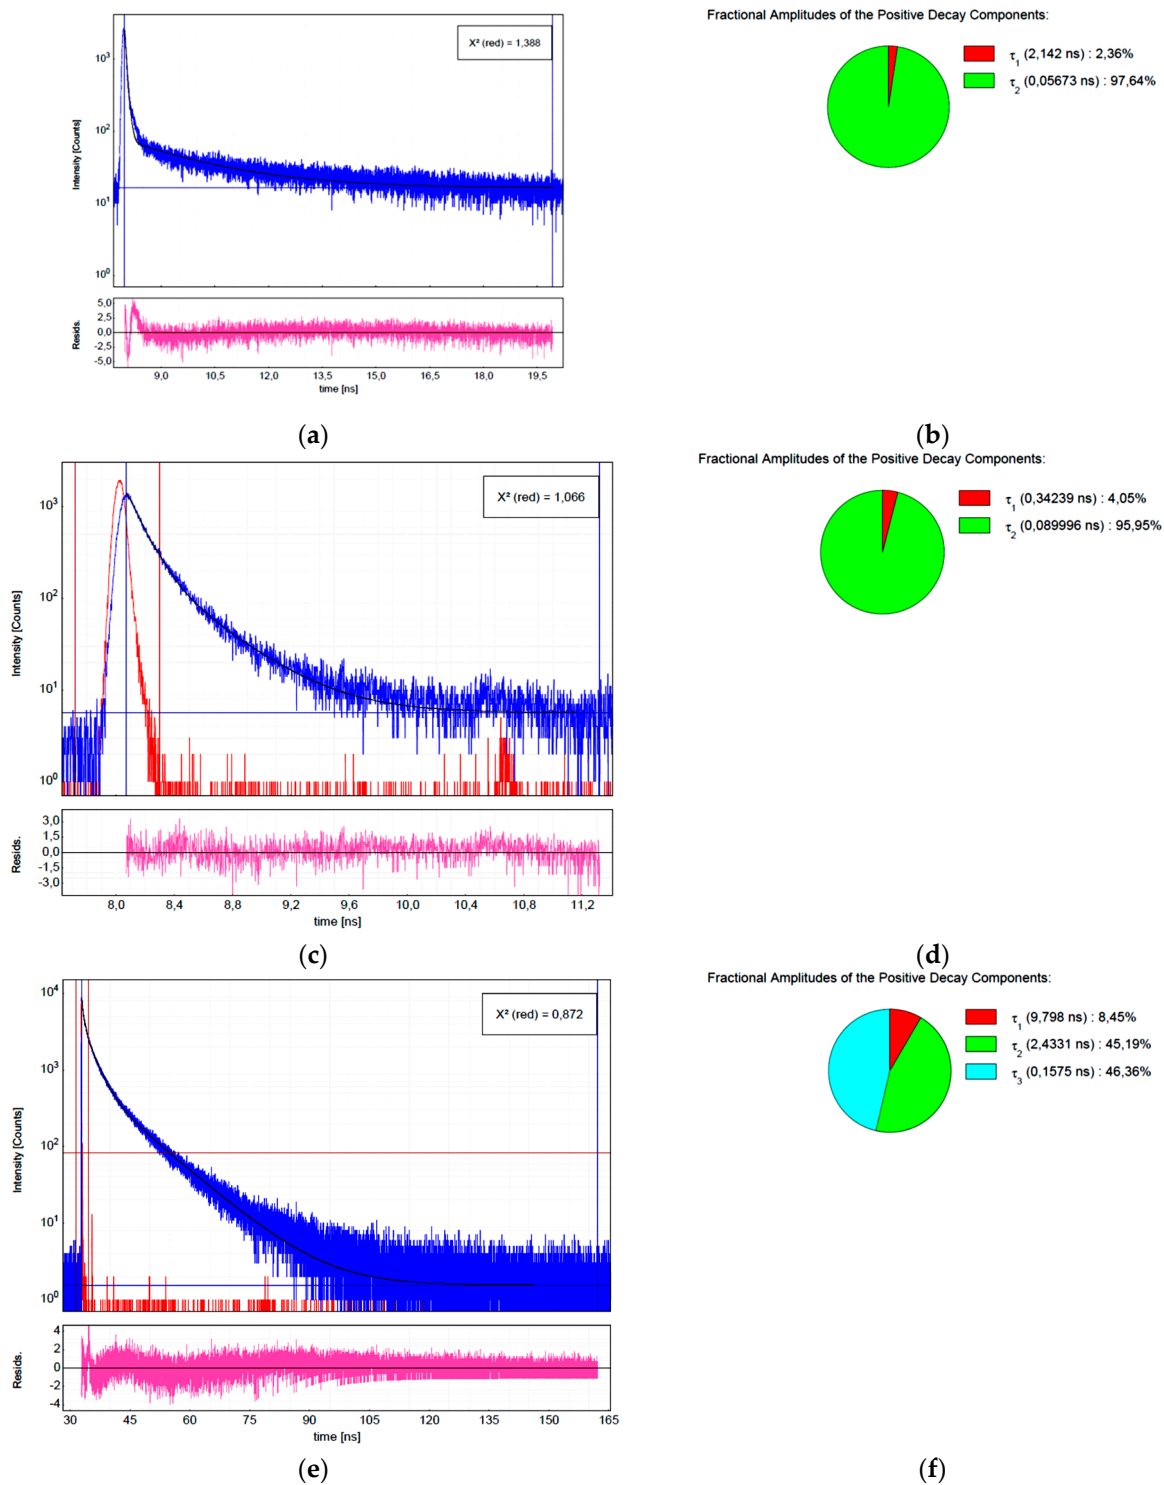 Fractional Amplitudes of the Positive Decay Components:
X² (red) = 1,388
τ1 (2,142 ns) : 2,36%
τ2 (0,05673 ns) : 97,64%
Intensity [Counts]
10³
10²
10¹
10⁰
Resids.
5,0
2,5
0,0
-2,5
-5,0
9,0 10,5 12,0 13,5 15,0 16,5 18,0 19,5
time [ns]
(a)
(b)
Fractional Amplitudes of the Positive Decay Components:
X² (red) = 1,066
τ1 (0,34239 ns) : 4,05%
τ2 (0,089996 ns) : 95,95%
Intensity [Counts]
10³
10²
10¹
10⁰
Resids.
3,0
1,5
0,0
-1,5
-3,0
8,0 8,4 8,8 9,2 9,6 10,0 10,4 10,8 11,2
time [ns]
(c)
(d)
Fractional Amplitudes of the Positive Decay Components:
X² (red) = 0,872
τ1 (9,798 ns) : 8,45%
τ2 (2,4331 ns) : 45,19%
τ3 (0,1575 ns) : 46,36%
Intensity [Counts]
10⁴
10³
10²
10¹
10⁰
Resids.
4
2
0
-2
-4
30 45 60 75 90 105 120 135 150 165
time [ns]
(e)
(f)